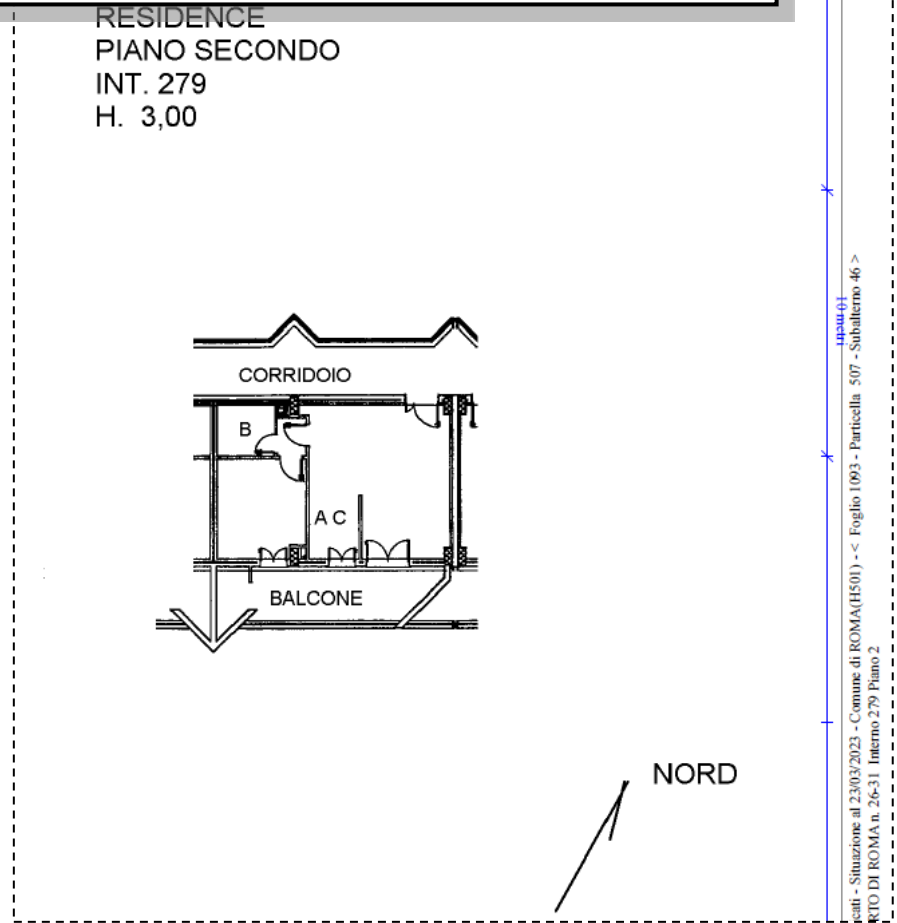 RESIDENCE
PIANO SECONDO
INT. 279
H. 3,00
CORRIDOIO
B
A C
BALCONE
NORD
10 metri
cati - Situazione al 23/03/2023 - Comune di ROMA(H501) - < Foglio 1093 - Particella 507 - Subalterno 46 >
RTO DI ROMA n. 26-31 Interno 279 Piano 2